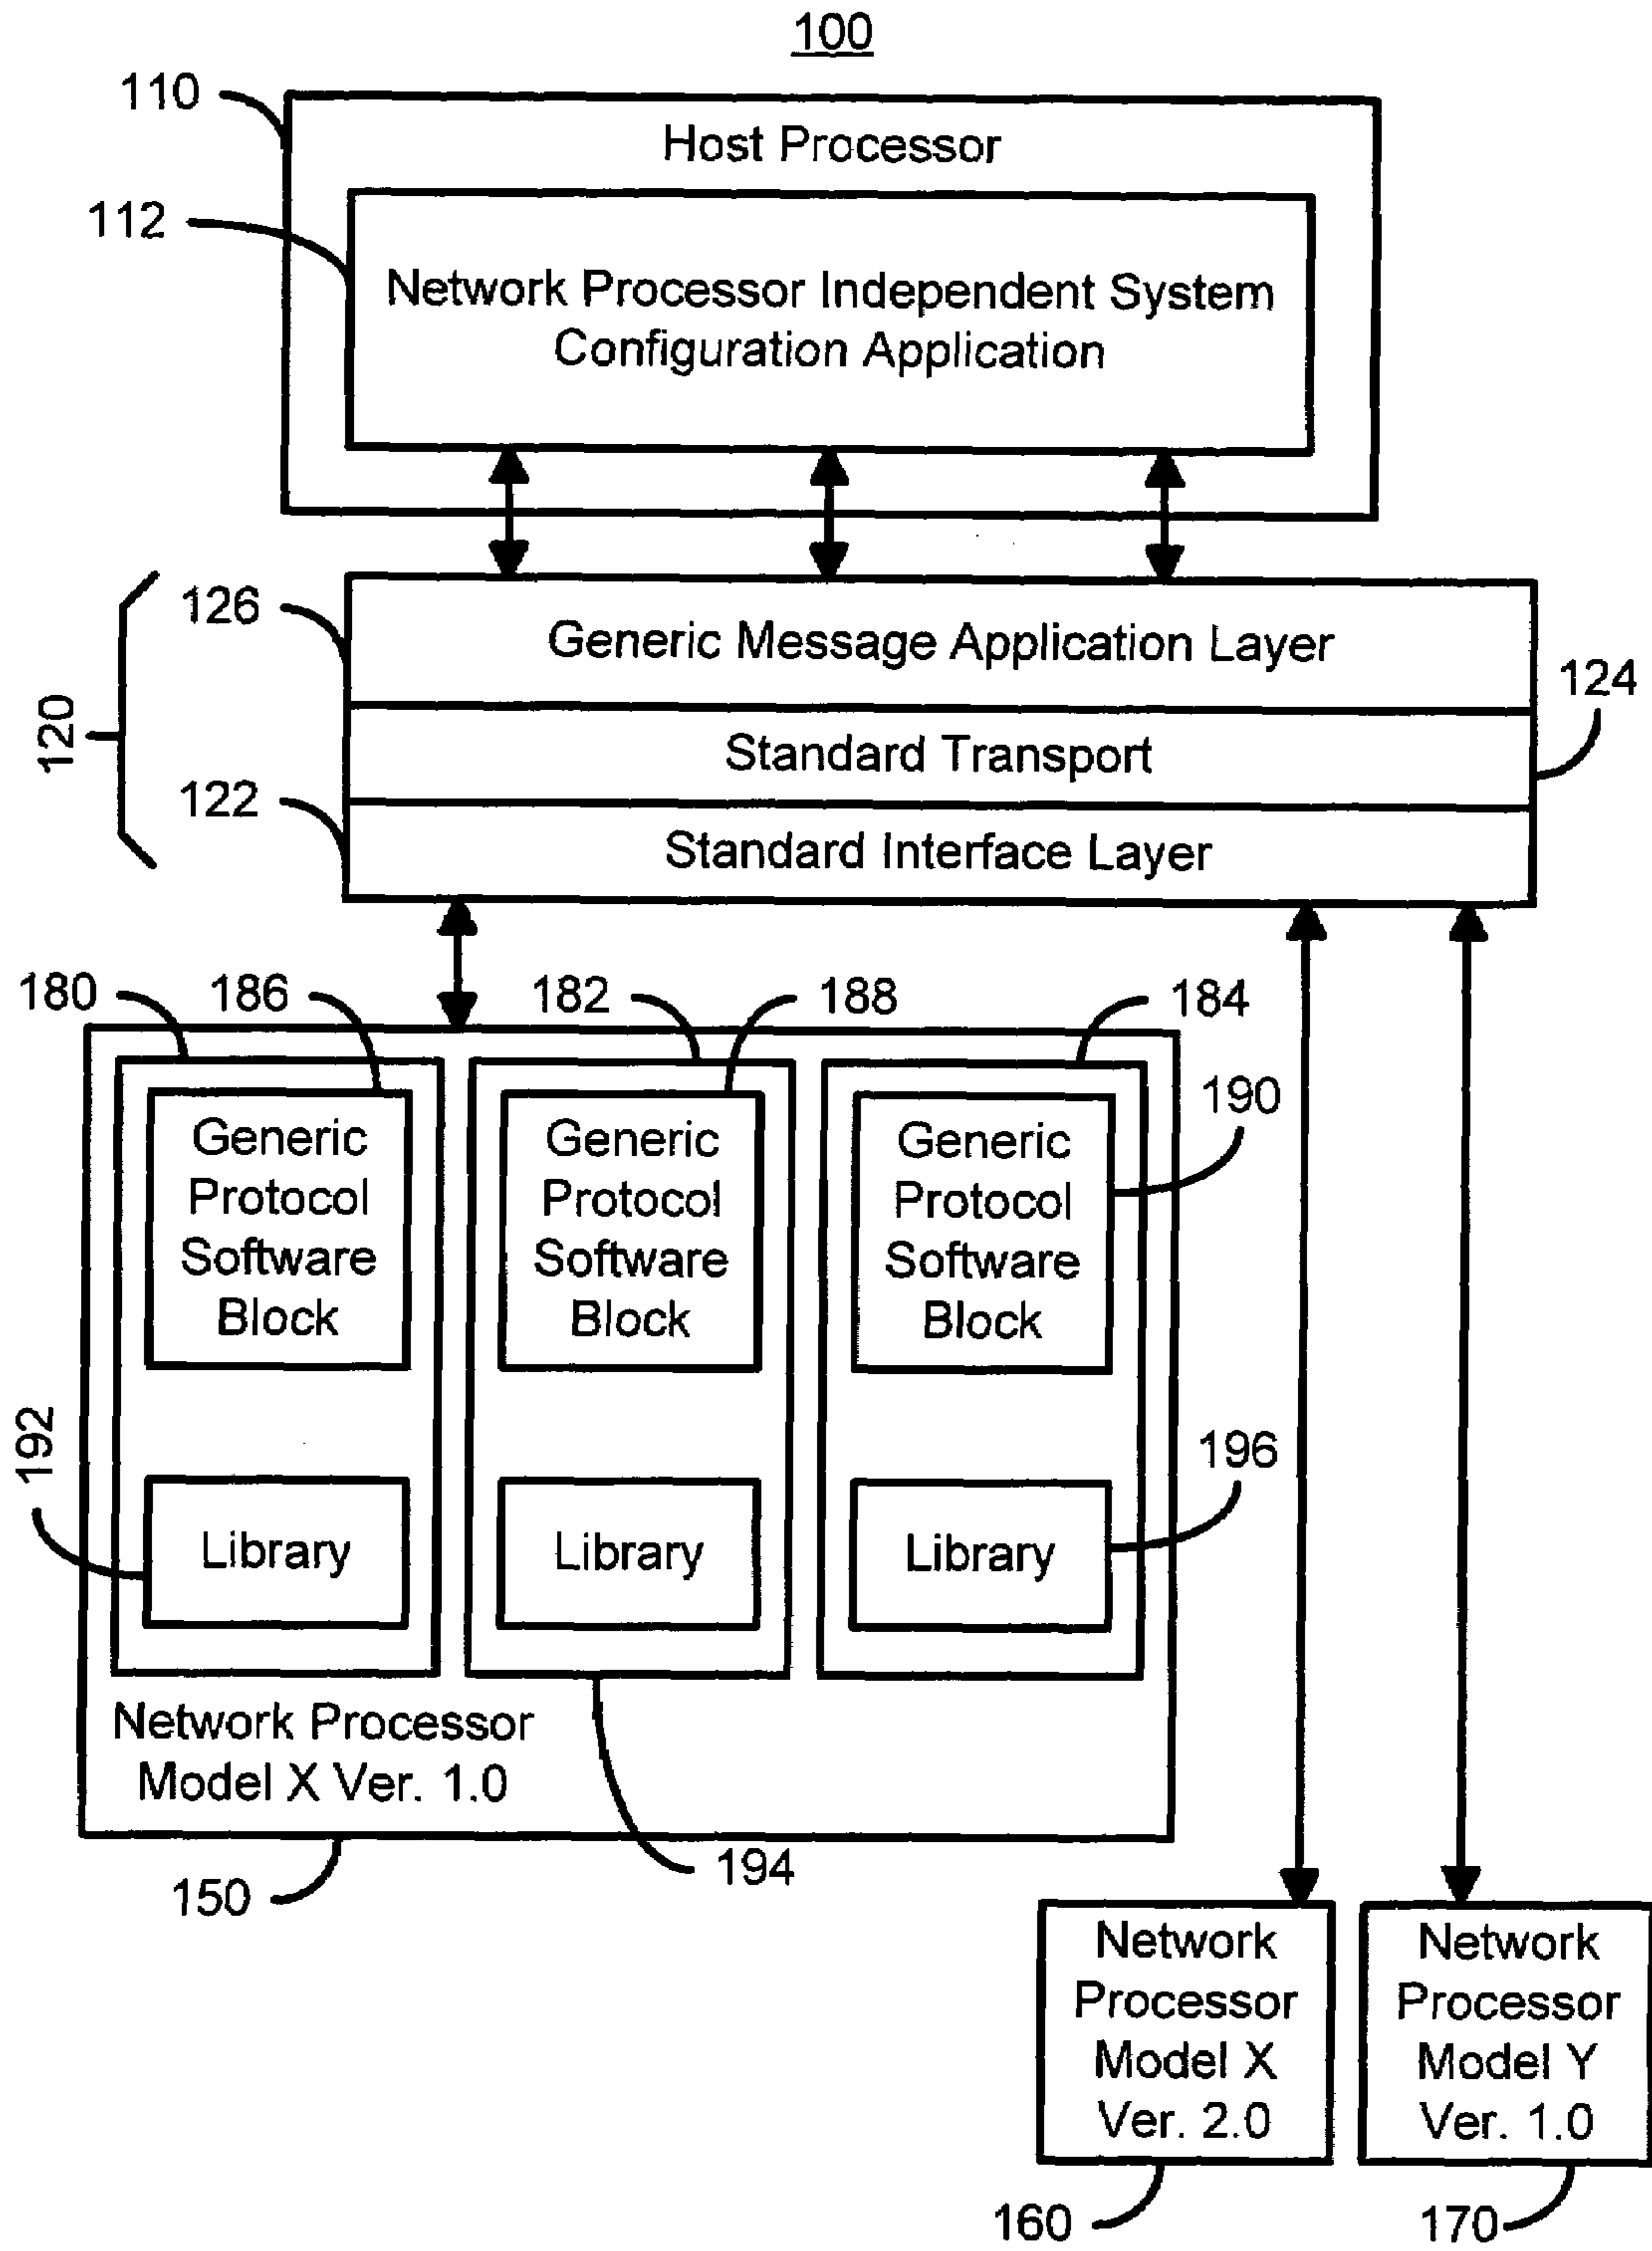 100
110
Host Processor
112
Network Processor Independent System
Configuration Application
120
126
Generic Message Application Layer
124
Standard Transport
122
Standard Interface Layer
180
186
182
188
184
190
Generic
Protocol
Software
Block
Generic
Protocol
Software
Block
Generic
Protocol
Software
Block
192
196
Library
Library
Library
Network Processor
Model X Ver. 1.0
194
150
Network
Processor
Model X
Ver. 2.0
Network
Processor
Model Y
Ver. 1.0
160
170